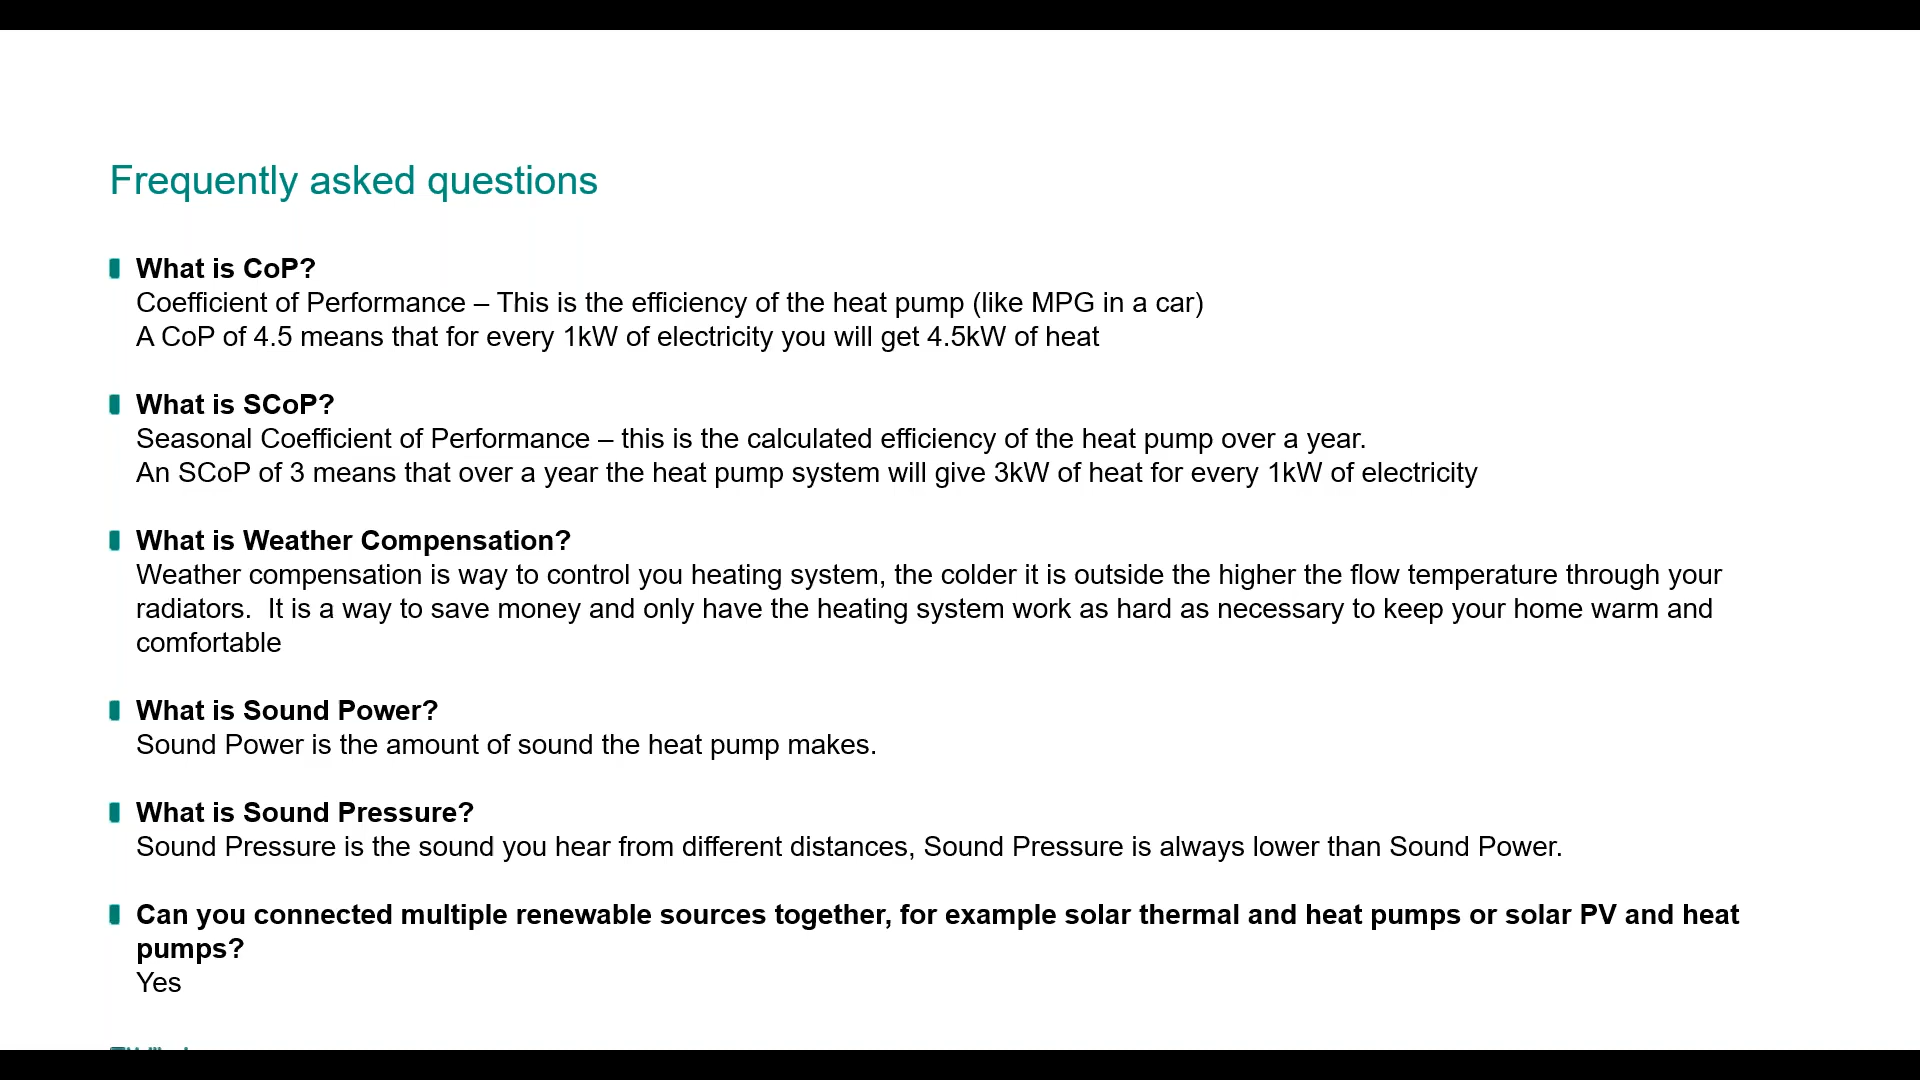 Frequently asked questions
What is CoP?
Coefficient of Performance – This is the efficiency of the heat pump (like MPG in a car)
A CoP of 4.5 means that for every 1kW of electricity you will get 4.5kW of heat
What is SCoP?
Seasonal Coefficient of Performance – this is the calculated efficiency of the heat pump over a year.
An SCoP of 3 means that over a year the heat pump system will give 3kW of heat for every 1kW of electricity
What is Weather Compensation?
Weather compensation is way to control you heating system, the colder it is outside the higher the flow temperature through your
radiators.  It is a way to save money and only have the heating system work as hard as necessary to keep your home warm and
comfortable
What is Sound Power?
Sound Power is the amount of sound the heat pump makes.
What is Sound Pressure?
Sound Pressure is the sound you hear from different distances, Sound Pressure is always lower than Sound Power.
Can you connected multiple renewable sources together, for example solar thermal and heat pumps or solar PV and heat
pumps?
Yes